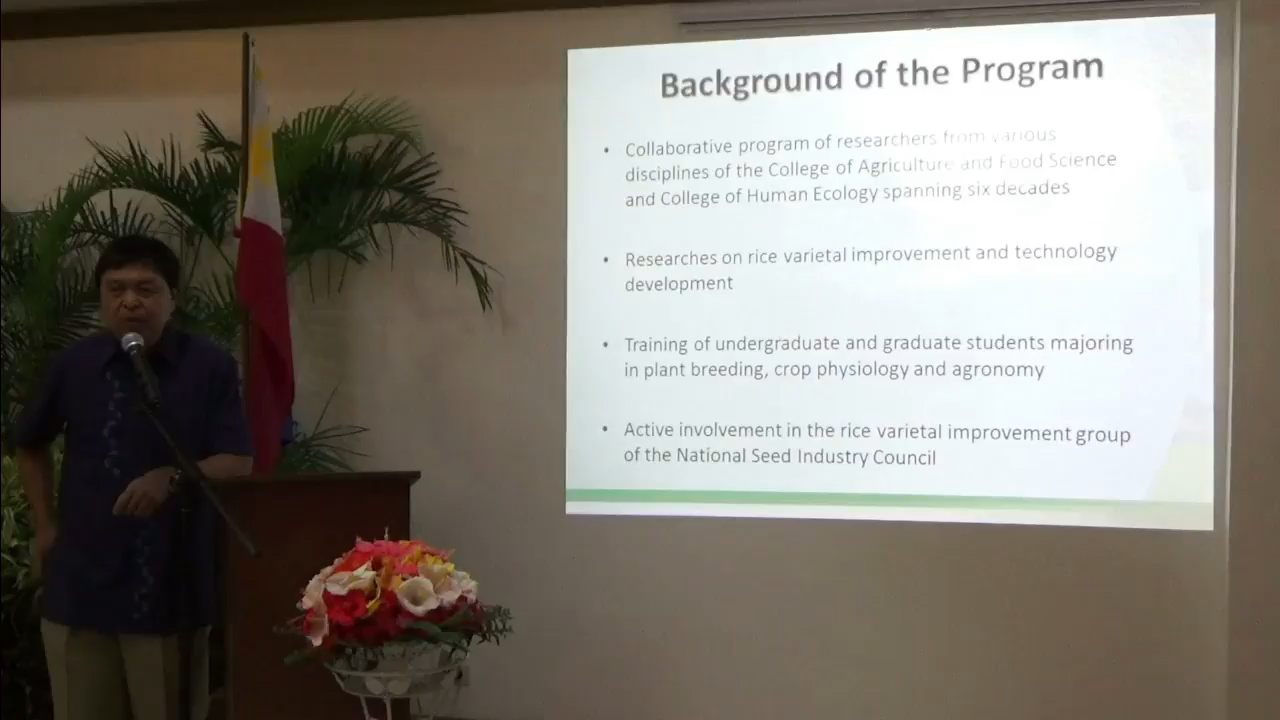 Background of the Program
• Collaborative program of researchers from various
disciplines of the College of Agriculture and Food Science
and College of Human Ecology spanning six decades
• Researches on rice varietal improvement and technology
development
• Training of undergraduate and graduate students majoring
in plant breeding, crop physiology and agronomy
• Active involvement in the rice varietal improvement group
of the National Seed Industry Council